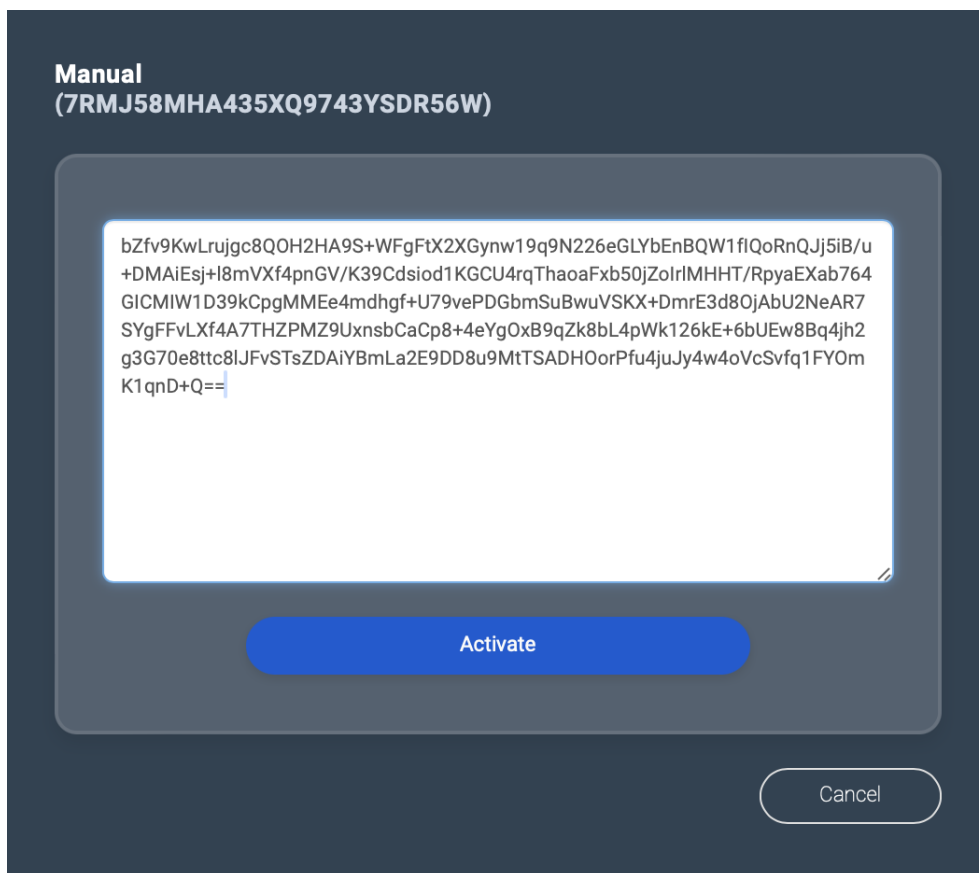 Manual
(7RMJ58MHA435XQ9743YSDR56W)
bZfv9KwLrujgc8QOH2HA9S+WFgFtX2XGynw19q9N226eGLYbEnBQW1fIQoRnQJj5iB/u
+DMAiEsj+l8mVXf4pnGV/K39Cdsiod1KGCU4rqThaoaFxb50jZoIrlMHHT/RpyaEXab764
GICMIW1D39kCpgMMEe4mdhgf+U79vePDGbmSuBwuVSKX+DmrE3d8OjAbU2NeAR7
SYgFFvLXf4A7THZPMZ9UxnsbCaCp8+4eYgOxB9qZk8bL4pWk126kE+6bUEw8Bq4jh2
g3G70e8ttc8lJFvSTsZDAiYBmLa2E9DD8u9MtTSADHOorPfu4juJy4w4oVcSvfq1FYOm
K1qnD+Q==
Activate
Cancel